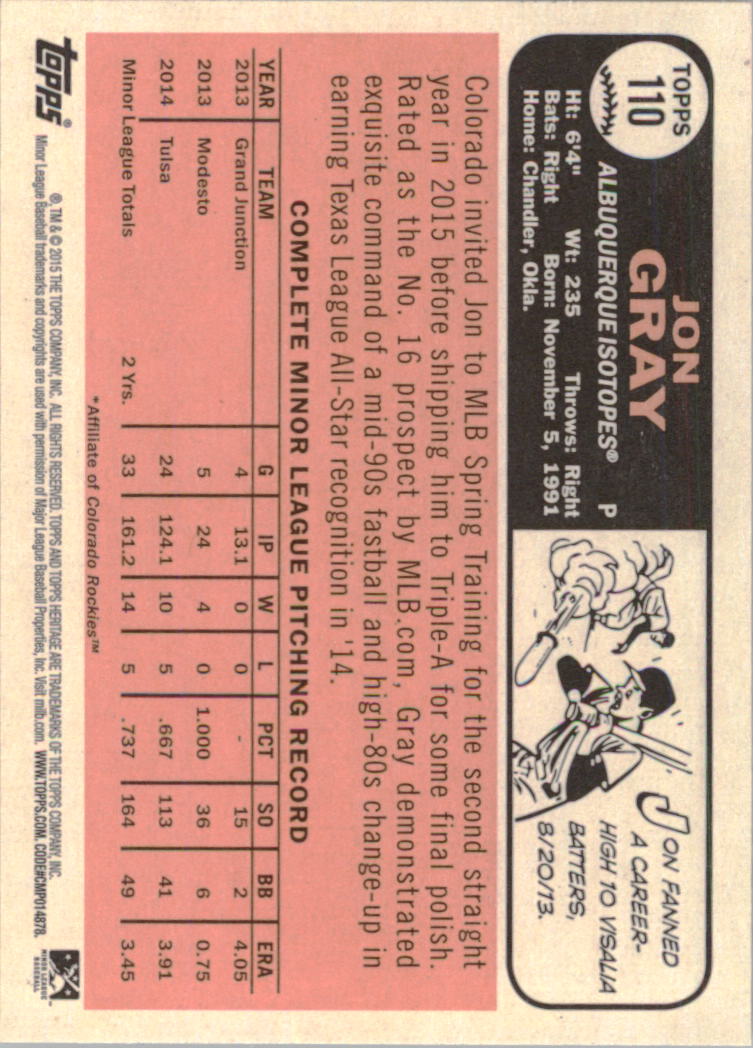 TOPPS
110
JON
GRAY
ALBUQUERQUE ISOTOPES® P
Ht: 6'4" Wt: 235 Throws: Right
Bats: Right Born: November 5, 1991
Home: Chandler, Okla.
JON FANNED
A CAREER-
HIGH 10 VISALIA
BATTERS,
8/20/13.
Colorado invited Jon to MLB Spring Training for the second straight
year in 2015 before shipping him to Triple-A for some final polish.
Rated as the No. 16 prospect by MLB.com, Gray demonstrated
exquisite command of a mid-90s fastball and high-80s change-up in
earning Texas League All-Star recognition in '14.
COMPLETE MINOR LEAGUE PITCHING RECORD
YEAR TEAM G IP W L PCT SO BB ERA
2013 Grand Junction 4 13.1 0 0 - 15 2 4.05
2013 Modesto 5 24 4 0 1.000 36 6 0.75
2014 Tulsa 24 124.1 10 5 .667 113 41 3.91
Minor League Totals 2 Yrs. 33 161.2 14 5 .737 164 49 3.45
*Affiliate of Colorado Rockies™
topps®
®, TM & © 2015 THE TOPPS COMPANY, INC. ALL RIGHTS RESERVED. TOPPS AND TOPPS HERITAGE ARE TRADEMARKS OF THE TOPPS COMPANY, INC.
Minor League Baseball trademarks and copyrights are used with permission of Major League Baseball Properties, Inc. Visit milb.com. WWW.TOPPS.COM. CODE#CMP014878.
MINOR LEAGUE
BASEBALL™